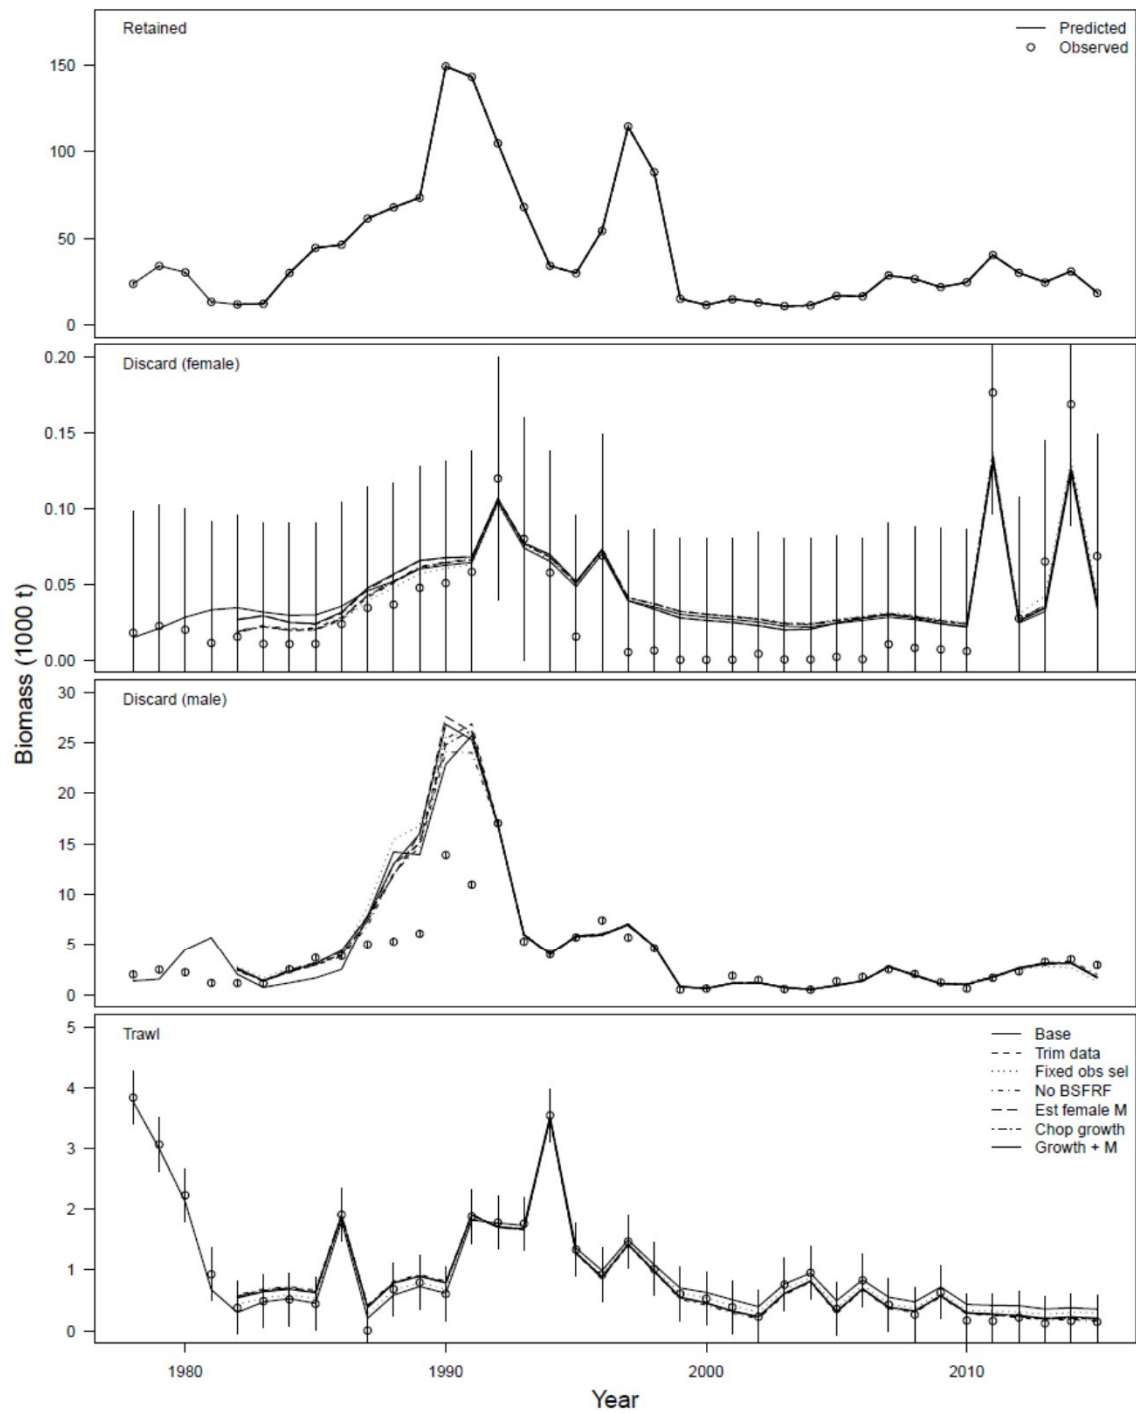 Retained
Predicted
Observed
150
100
50
0
Discard (female)
0.20
0.15
0.10
0.05
0.00
Biomass (1000 t)
Discard (male)
30
25
20
15
10
5
0
Trawl
Base
Trim data
Fixed obs sel
No BSFRF
Est female M
Chop growth
Growth + M
5
4
3
2
1
0
1980 1990 2000 2010
Year